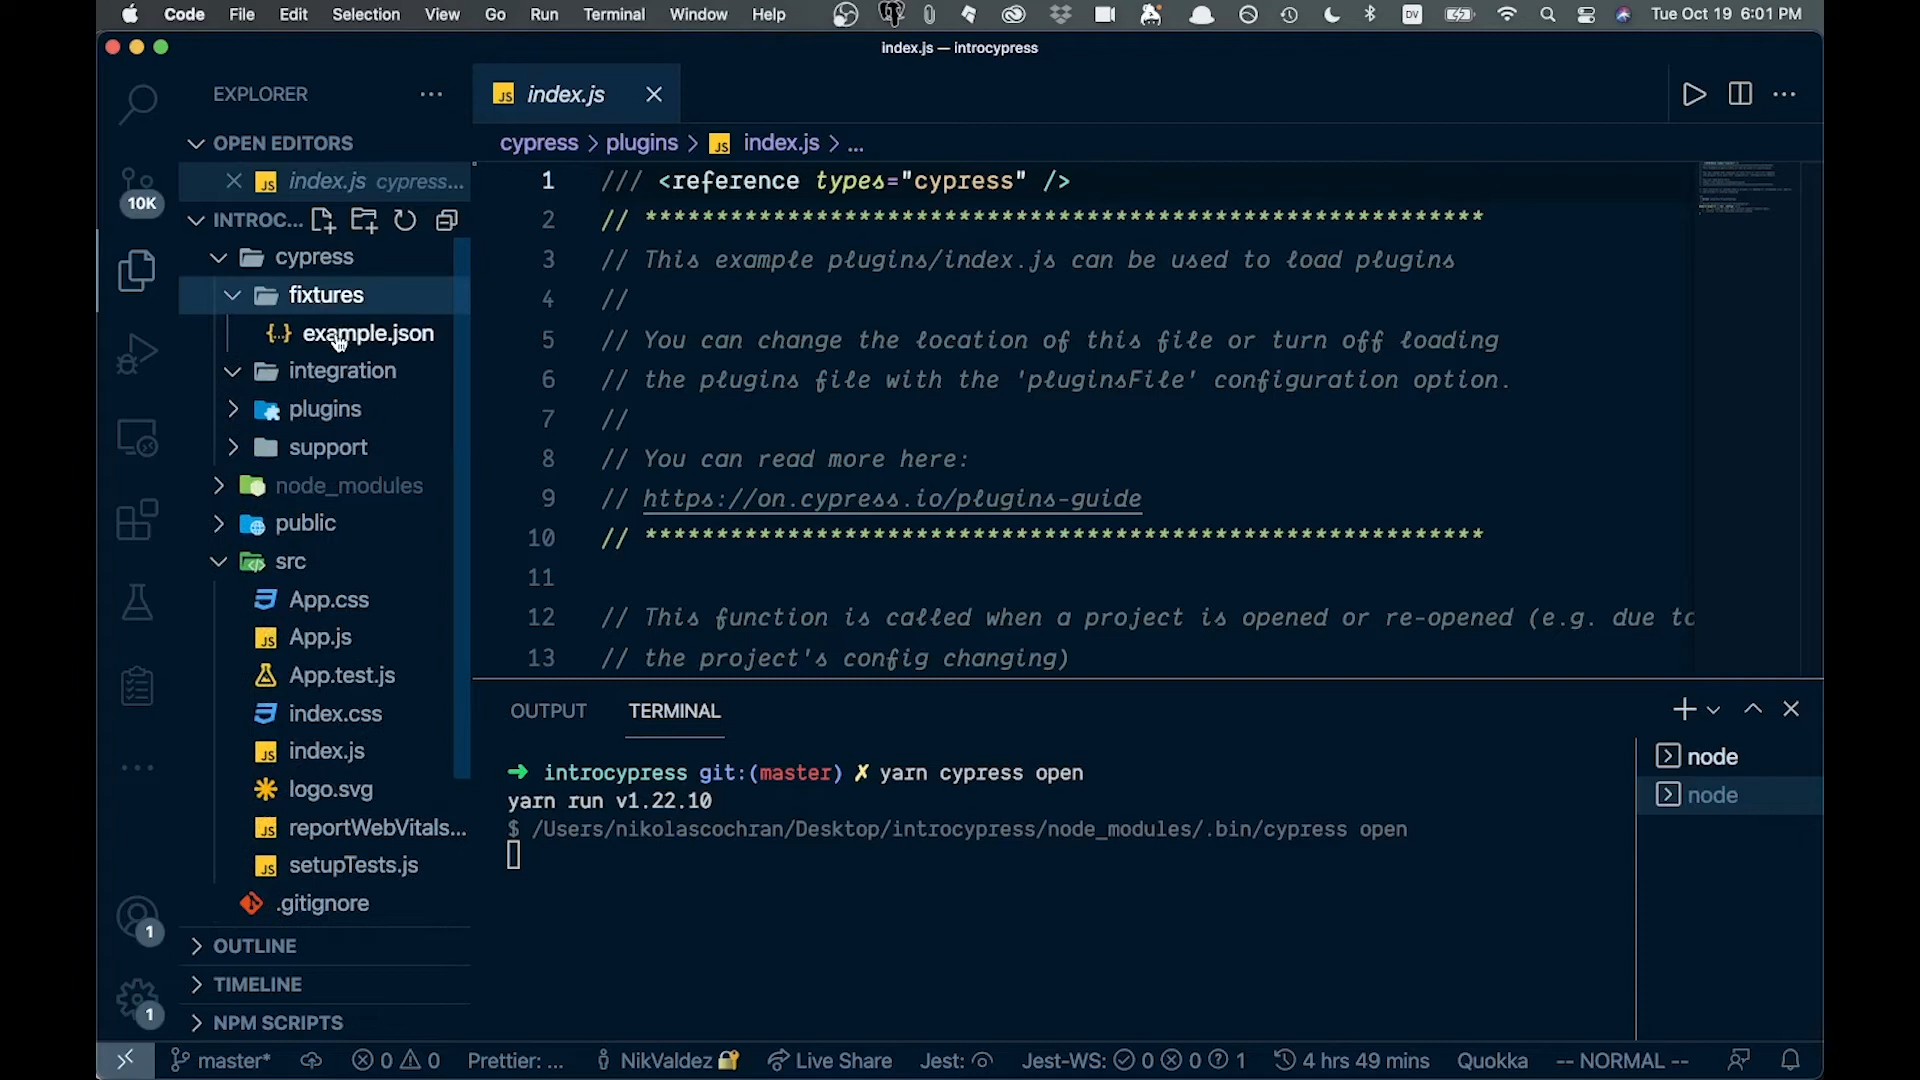 Code File Edit Selection View Go Run Terminal Window Help DV Tue Oct 19 6:01 PM
index.js — introcypress
EXPLORER
index.js
OPEN EDITORS
cypress > plugins > JS index.js > ...
JS index.js cypress...
10K
INTROC...
cypress
fixtures
{..} example.json
integration
plugins
support
node_modules
public
src
App.css
JS App.js
App.test.js
index.css
JS index.js
logo.svg
JS reportWebVitals...
JS setupTests.js
.gitignore
OUTLINE
TIMELINE
NPM SCRIPTS
1
1
1 /// <reference types="cypress" />
2 // ***********************************************************
3 // This example plugins/index.js can be used to load plugins
4 //
5 // You can change the location of this file or turn off loading
6 // the plugins file with the 'pluginsFile' configuration option.
7 //
8 // You can read more here:
9 // https://on.cypress.io/plugins-guide
10 // ***********************************************************
11
12 // This function is called when a project is opened or re-opened (e.g. due to
13 // the project's config changing)
OUTPUT TERMINAL
→ introcypress git:(master) ✗ yarn cypress open
yarn run v1.22.10
$ /Users/nikolascochran/Desktop/introcypress/node_modules/.bin/cypress open
node
node
master* 0 0 Prettier: ... NikValdez Live Share Jest: Jest-WS: 0 0 1 4 hrs 49 mins Quokka -- NORMAL --